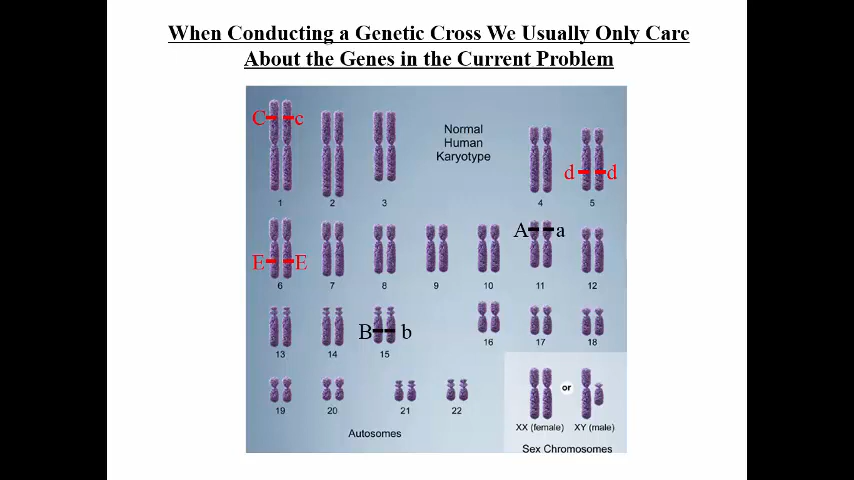 When Conducting a Genetic Cross We Usually Only Care
About the Genes in the Current Problem
C c
Normal
Human
Karyotype
d d
1 2 3 4 5
A a
E E
6 7 8 9 10 11 12
B b
13 14 15 16 17 18
or
19 20 21 22
XX (female) XY (male)
Autosomes
Sex Chromosomes